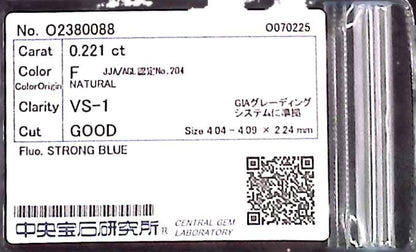 No. O2380088 O070225
Carat 0.221 ct
Color F JJA/AGL認定No.204
ColorOrigin NATURAL
Clarity VS-1 GIAグレーディング
システムに準拠
Cut GOOD Size 4.04 - 4.09 × 2.24 mm
Fluo. STRONG BLUE
中央宝石研究所® CENTRAL GEM
LABORATORY